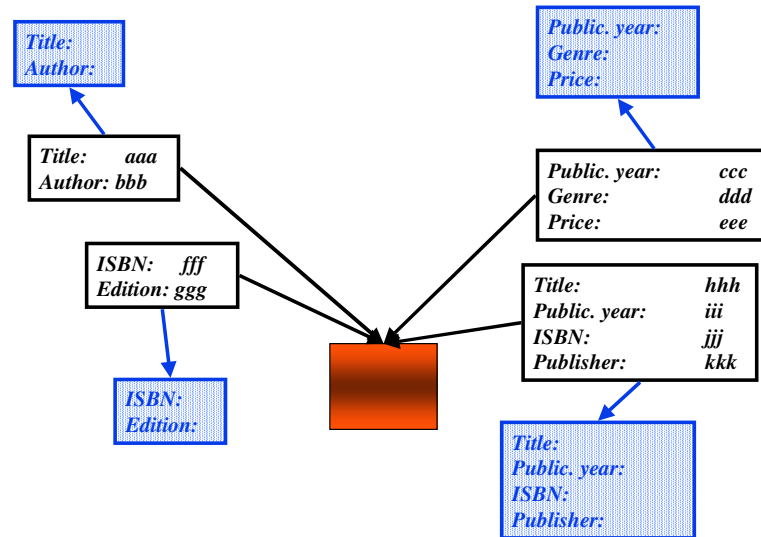 Title:
Author:
Public. year:
Genre:
Price:
Title: aaa
Author: bbb
Public. year: ccc
Genre: ddd
Price: eee
ISBN: fff
Edition: ggg
Title: hhh
Public. year: iii
ISBN: jjj
Publisher: kkk
ISBN:
Edition:
Title:
Public. year:
ISBN:
Publisher: